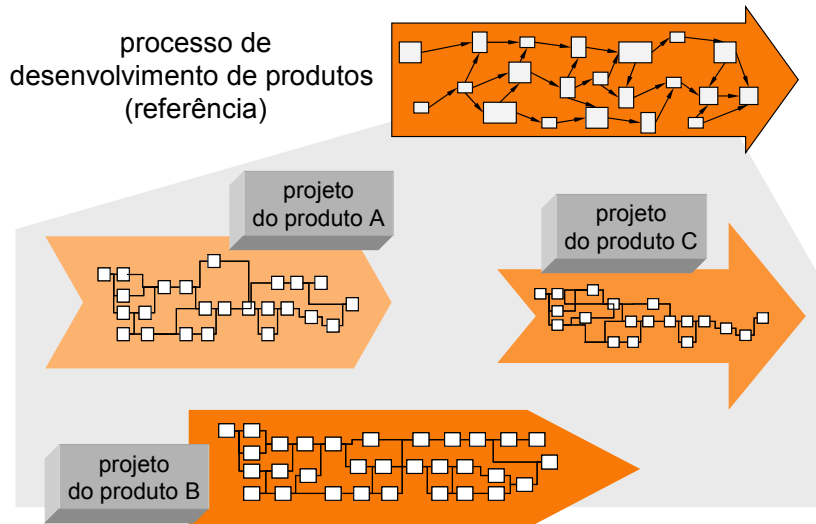 processo de
desenvolvimento de produtos
(referência)
projeto
do produto A
projeto
do produto C
projeto
do produto B